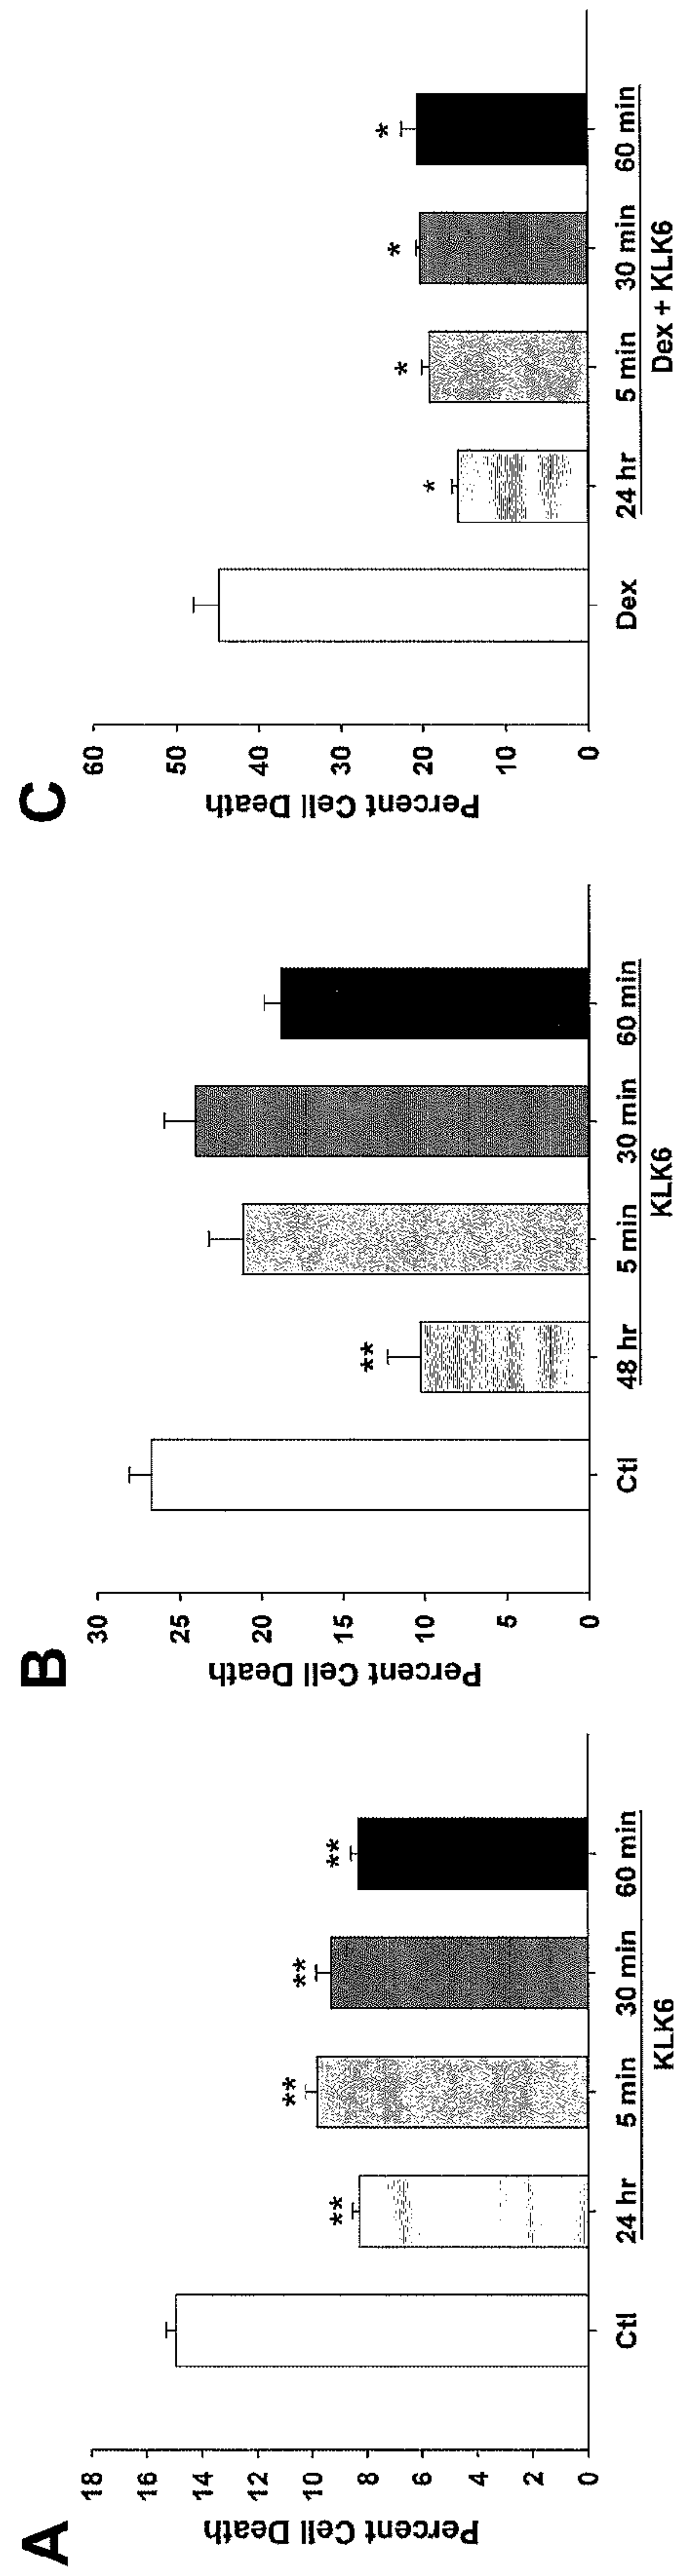 A
Percent Cell Death
18
16
14
12
10
8
6
4
2
0
**
**
**
**
Ctl
24 hr
5 min
30 min
60 min
KLK6
B
Percent Cell Death
30
25
20
15
10
5
0
**
Ctl
48 hr
5 min
30 min
60 min
KLK6
C
Percent Cell Death
60
50
40
30
20
10
0
*
*
*
*
Dex
24 hr
5 min
30 min
60 min
Dex + KLK6